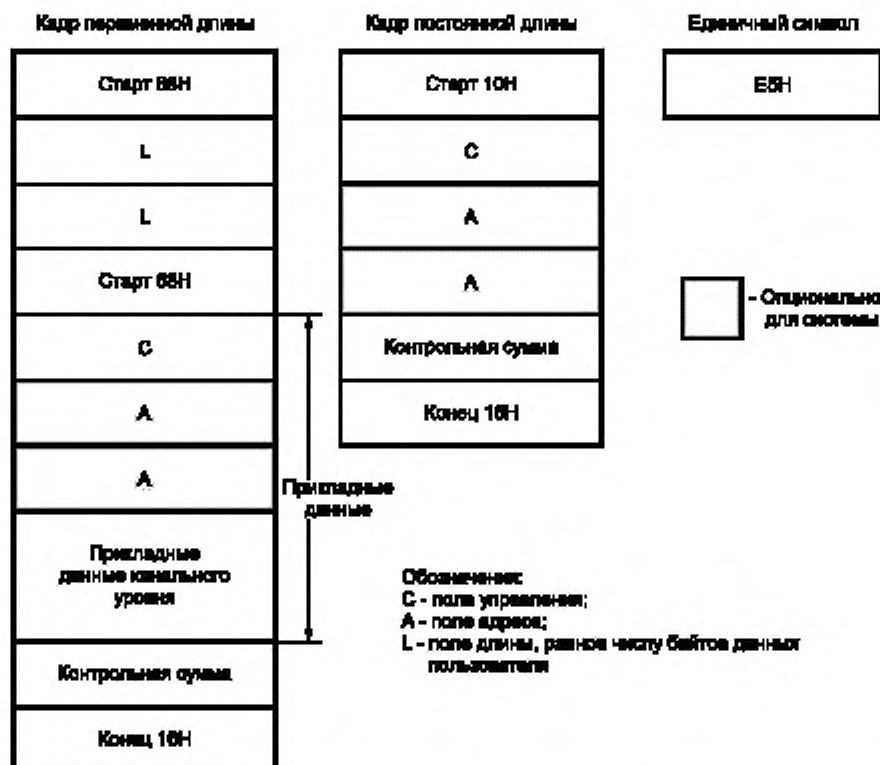 Кадр переменной длины
Старт 68H
L
L
Старт 68H
C
A
A
Прикладные
данные канального
уровня
Контрольная сумма
Конец 16H
Прикладные
данные
Кадр постоянной длины
Старт 10H
C
A
A
Контрольная сумма
Конец 16H
Единичный символ
E5H
- Опционально
для системы
Обозначения:
C - поле управления;
A - поле адреса;
L - поле длины, равное числу байтов данных
пользователя